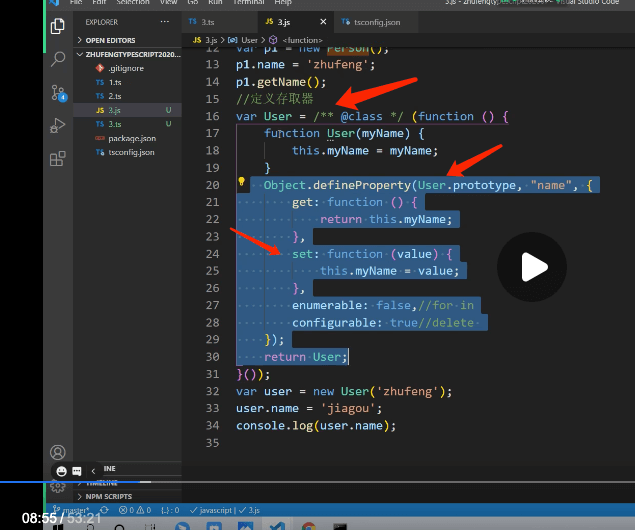 File Edit Selection View Go Run Terminal Help 3.js - zhufengty
ual Studio Code
EXPLORER ···
TS 3.ts
JS 3.js ×
TS tsconfig.json
> OPEN EDITORS
JS 3.js > User > <function>
ZHUFENGTYPESCRIPT2020...
.gitignore
TS 1.ts
TS 2.ts
JS 3.js U
TS 3.ts U
package.json
tsconfig.json
4
12 var p1 = new Person();
13 p1.name = 'zhufeng';
14 p1.getName();
15 //定义存取器
16 var User = /** @class */ (function () {
17 function User(myName) {
18 this.myName = myName;
19 }
20 Object.defineProperty(User.prototype, "name", {
21 get: function () {
22 return this.myName;
23 },
24 set: function (value) {
25 this.myName = value;
26 },
27 enumerable: false,//for in
28 configurable: true//delete
29 });
30 return User;
31 }());
32 var user = new User('zhufeng');
33 user.name = 'jiagou';
34 console.log(user.name);
35
INE
> TIMELINE
> NPM SCRIPTS
master* 0 0 {..}: 0 javascript | 3.js
08:55 / 53:21